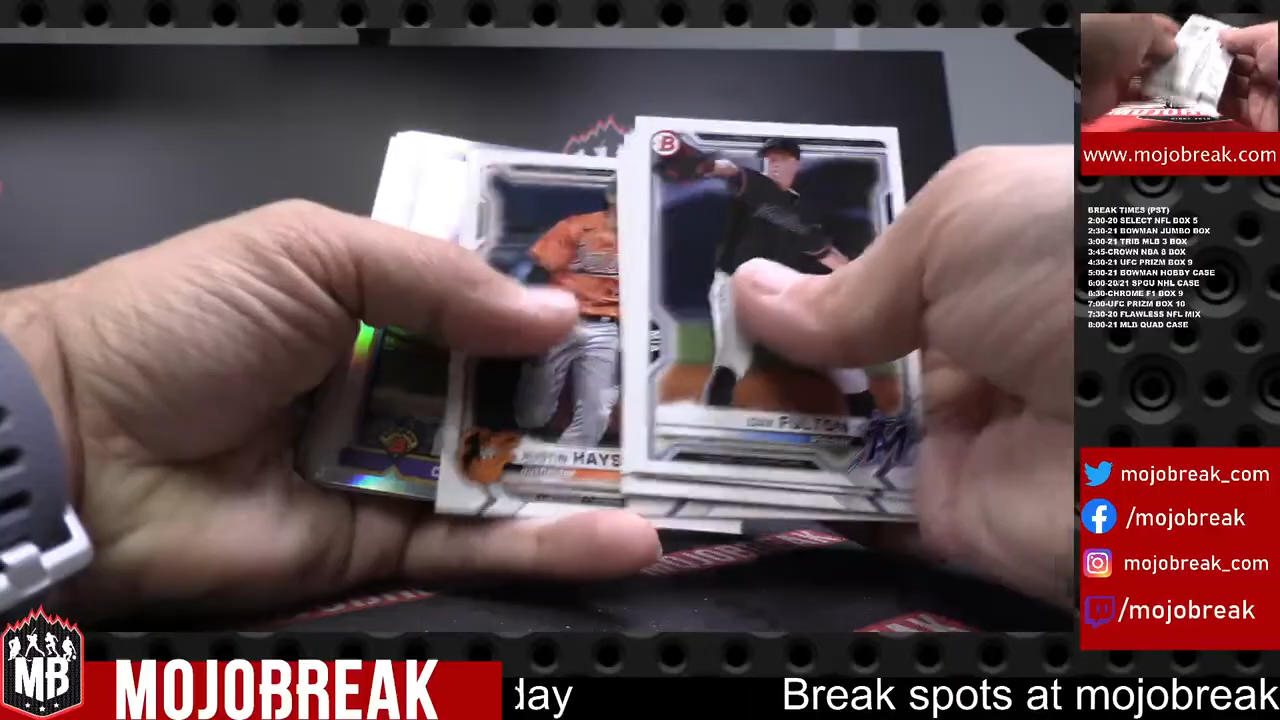 B
FULTON
HAYS
www.mojobreak.com
BREAK TIMES (PST)
2:00-20 SELECT NFL BOX 5
2:30-21 BOWMAN JUMBO BOX
3:00-21 TRIB MLB 3 BOX
3:45-CROWN NBA 8 BOX
4:30-21 UFC PRIZM BOX 9
5:00-21 BOWMAN HOBBY CASE
6:00-20/21 SPGU NHL CASE
6:30-CHROME F1 BOX 9
7:00-UFC PRIZM BOX 10
7:30-20 FLAWLESS NFL MIX
8:00-21 MLB QUAD CASE
mojobreak_com
/mojobreak
mojobreak_com
/mojobreak
MB
MOJOBREAK
day Break spots at mojobreak